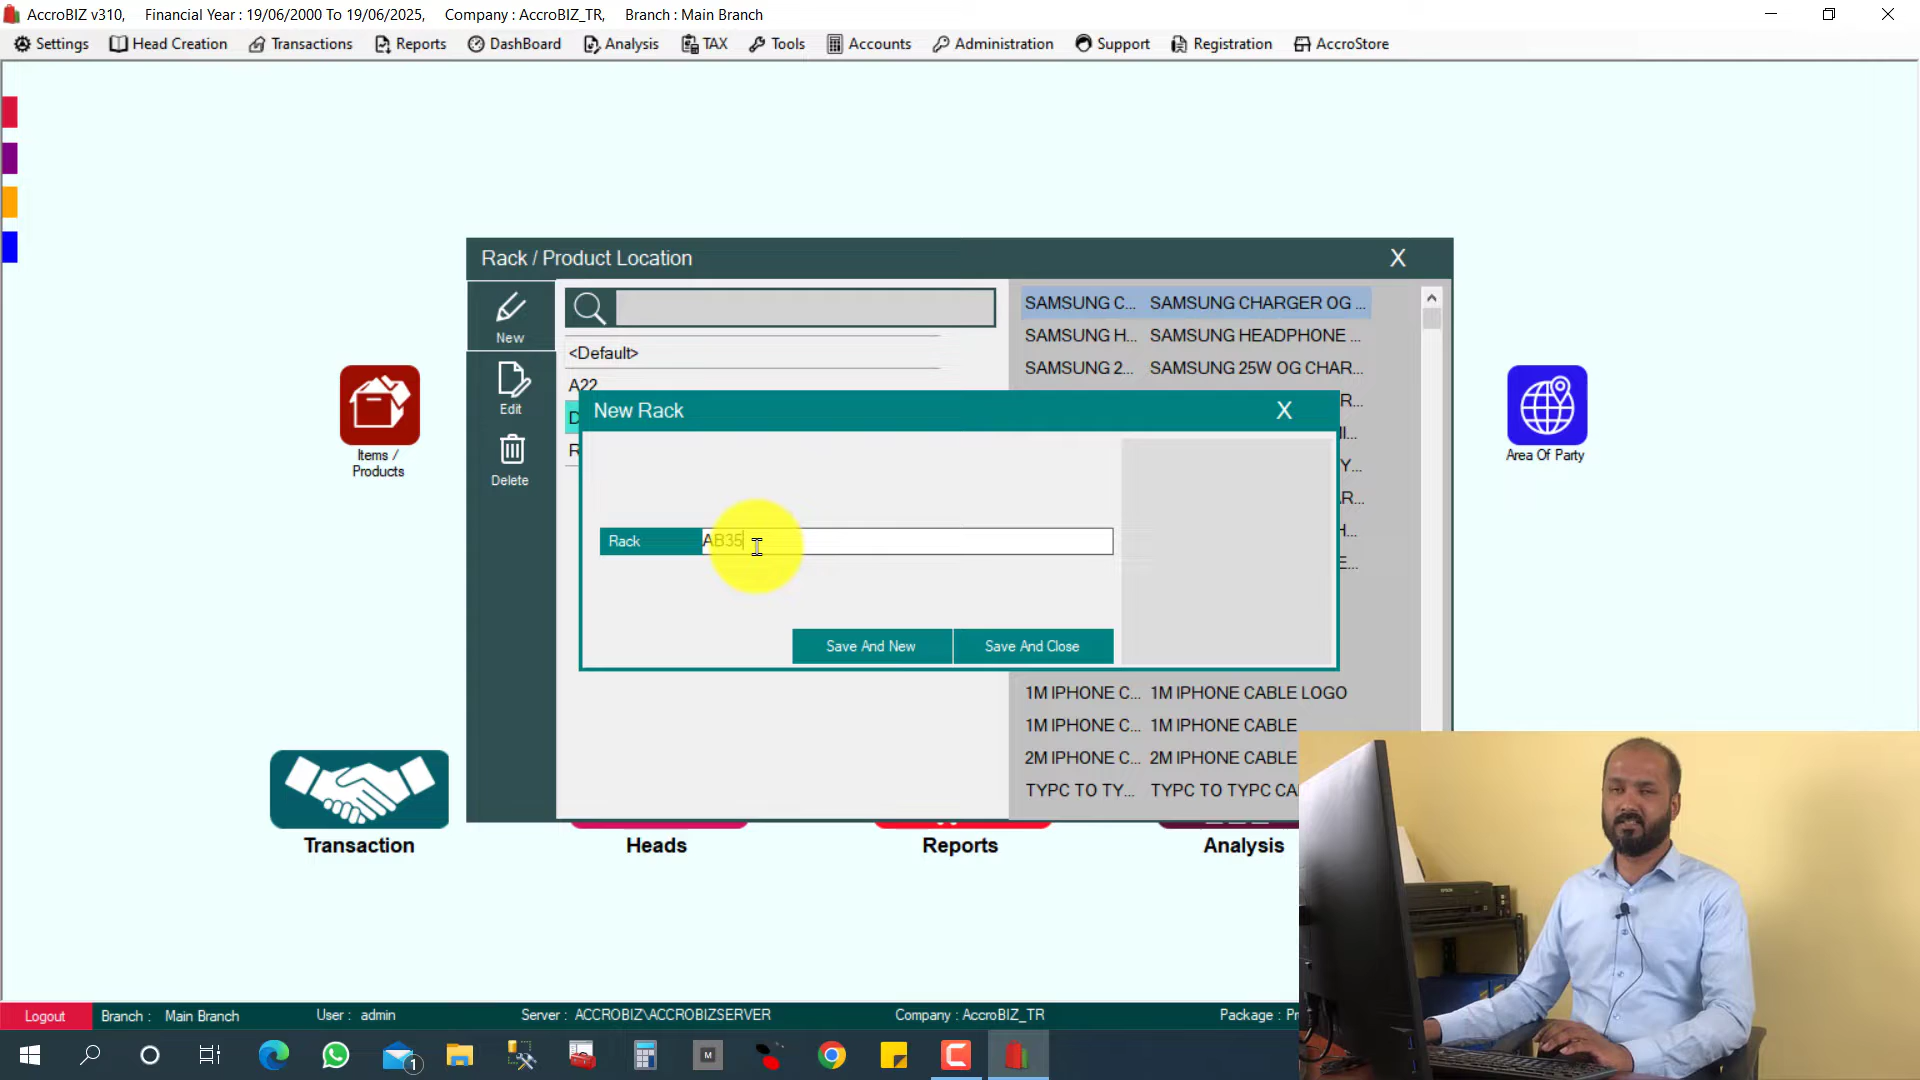 AccroBIZ v310, Financial Year : 19/06/2000 To 19/06/2025, Company : AccroBIZ_TR, Branch : Main Branch
Settings Head Creation Transactions Reports DashBoard Analysis TAX Tools Accounts Administration Support Registration AccroStore
Rack / Product Location X
New
Edit
Delete
<Default>
A22
D
R
SAMSUNG C... SAMSUNG CHARGER OG ...
SAMSUNG H... SAMSUNG HEADPHONE ...
SAMSUNG 2... SAMSUNG 25W OG CHAR...
R...
I...
Y...
AR...
H...
E...
New Rack X
Rack AB35
Save And New Save And Close
1M IPHONE C... 1M IPHONE CABLE LOGO
1M IPHONE C... 1M IPHONE CABLE
2M IPHONE C... 2M IPHONE CABLE
TYPC TO TY... TYPC TO TYPC CA
Items /
Products
Area Of Party
Transaction Heads Reports Analysis
Logout Branch : Main Branch User : admin Server : ACCROBIZ\ACCROBIZSERVER Company : AccroBIZ_TR Package : Pr
M
1
EPSON